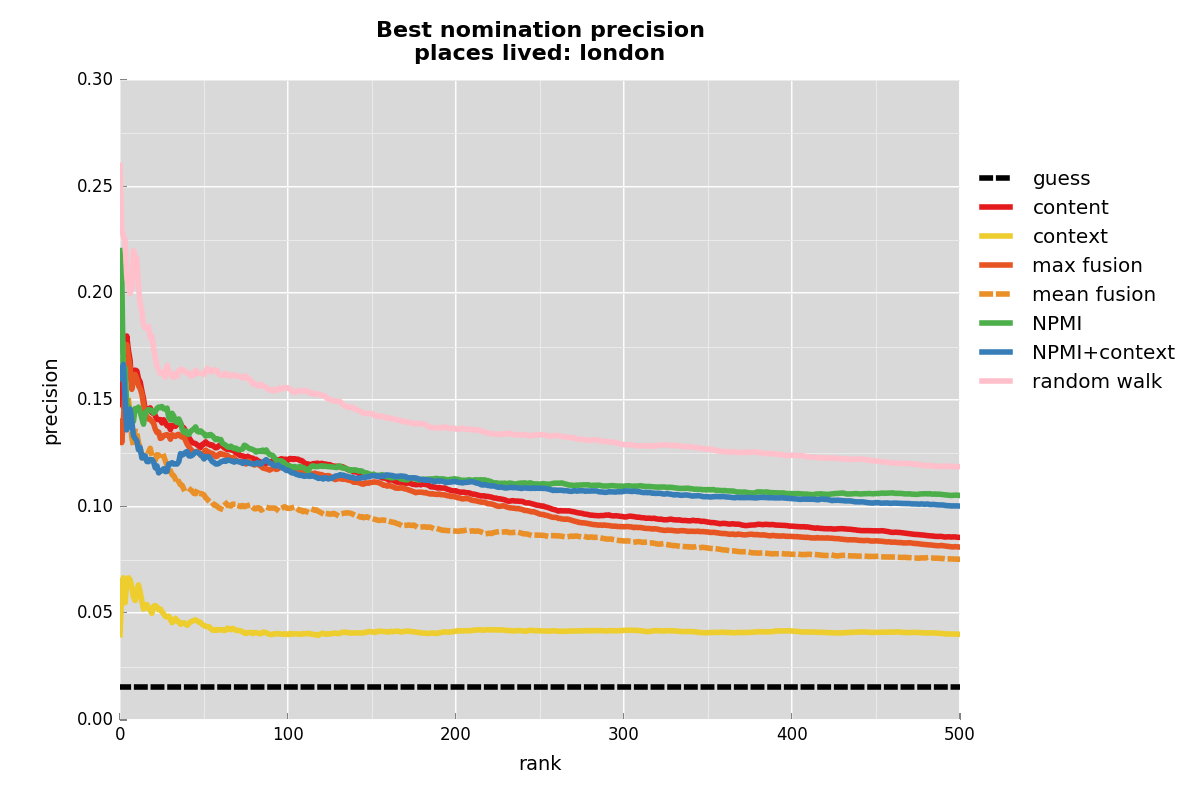 Best nomination precision
places lived: london
precision
0.30
0.25
0.20
0.15
0.10
0.05
0.00
0
100
200
300
400
500
rank
guess
content
context
max fusion
mean fusion
NPMI
NPMI+context
random walk